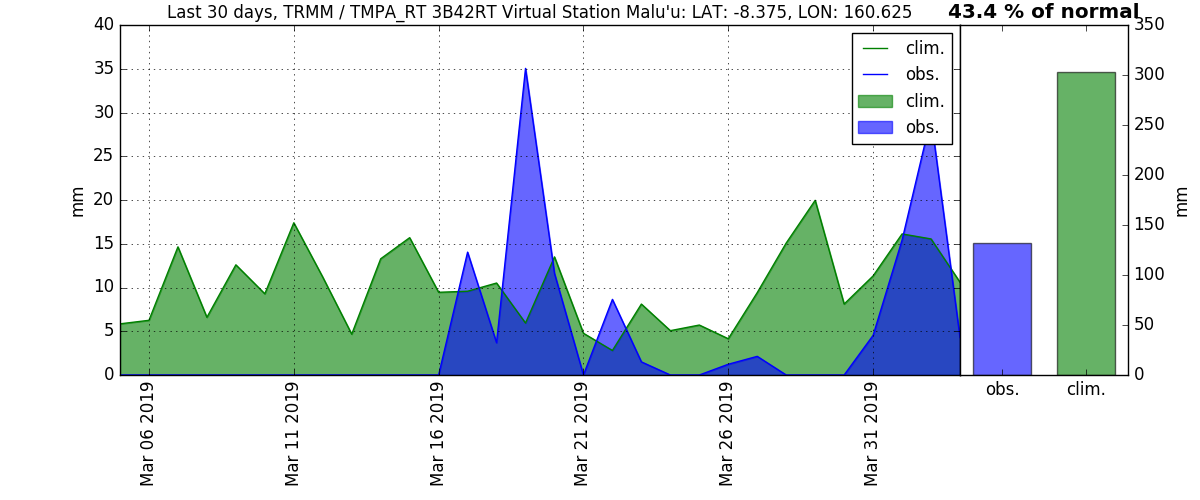 Last 30 days, TRMM / TMPA_RT 3B42RT Virtual Station Malu'u: LAT: -8.375, LON: 160.625
43.4 % of normal
40
35
30
25
20
15
10
5
0
mm
clim.
obs.
clim.
obs.
Mar 06 2019
Mar 11 2019
Mar 16 2019
Mar 21 2019
Mar 26 2019
Mar 31 2019
350
300
250
200
150
100
50
0
mm
obs.
clim.